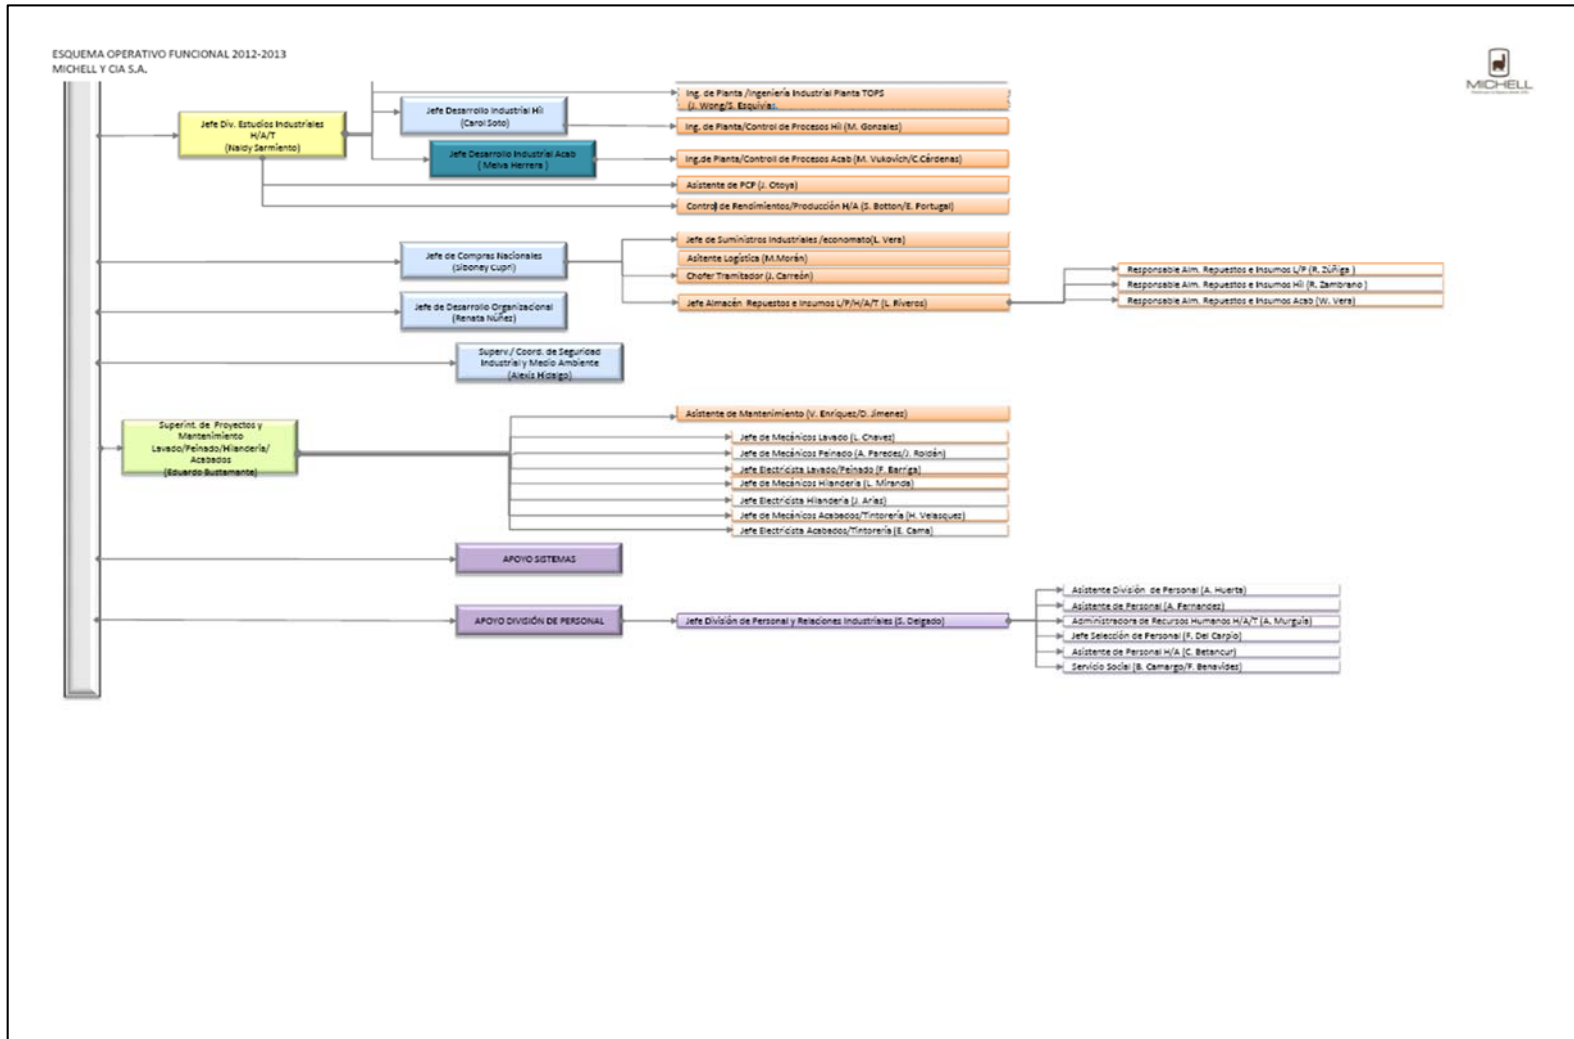 ESQUEMA OPERATIVO FUNCIONAL 2012-2013
MICHELL Y CIA S.A.
MICHELL
Ing. de Planta /Ingeniería Industrial Planta TOPS
(J. Wong/S. Esquivias.
Jefe Desarrollo Industrial Hil
(Carol Soto)
Ing. de Planta/Control de Procesos Hil (M. Gonzales)
Jefe Div. Estudios Industriales
H/A/T
(Naldy Sarmiento)
Jefe Desarrollo Industrial Acab
( Melva Herrera )
Ing.de Planta/Controll de Procesos Acab (M. Vukovich/C.Cárdenas)
Asistente de PCP (J. Otoya)
Control de Rendimientos/Producción H/A (S. Botton/E. Portugal)
Jefe de Compras Nacionales
(Siboney Cupri)
Jefe de Suministros Industriales /economato(L. Vera)
Asitente Logística (M.Morán)
Chofer Tramitador (J. Carreón)
Jefe Almacén  Repuestos e Insumos L/P/H/A/T (L. Riveros)
Responsable Alm. Repuestos e Insumos L/P (R. Zúñiga )
Responsable Alm. Repuestos e Insumos Hil (R. Zambrano )
Responsable Alm. Repuestos e Insumos Acab (W. Vera)
Jefe de Desarrollo Organizacional
(Renata Núñez)
Superv./ Coord. de Seguridad
Industrial y Medio Ambiente
(Alexis Hidalgo)
Superint. de  Proyectos y
Mantenimiento
Lavado/Peinado/Hilandería/
Acabados
(Eduardo Bustamante)
Asistente de Mantenimiento (V. Enriquez/D. Jimenez)
Jefe de Mecánicos Lavado (L. Chavez)
Jefe de Mecánicos Peinado (A. Paredes/J. Roldán)
Jefe Electricista Lavado/Peinado (F. Barriga)
Jefe de Mecánicos Hilandería (L. Miranda)
Jefe Electricista Hilandería (J. Arias)
Jefe de Mecánicos Acabados/Tintorería (H. Velasquez)
Jefe Electricista Acabados/Tintorería (E. Cama)
APOYO SISTEMAS
APOYO DIVISIÓN DE PERSONAL
Jefe División de Personal y Relaciones Industriales (S. Delgado)
Asistente División  de Personal (A. Huerta)
Asistente de Personal (A. Fernandez)
Administradora de Recursos Humanos H/A/T (A. Murguía)
Jefe Selección de Personal (F. Del Carpio)
Asistente de Personal H/A (C. Betancur)
Servicio Social (B. Camargo/F. Benavides)